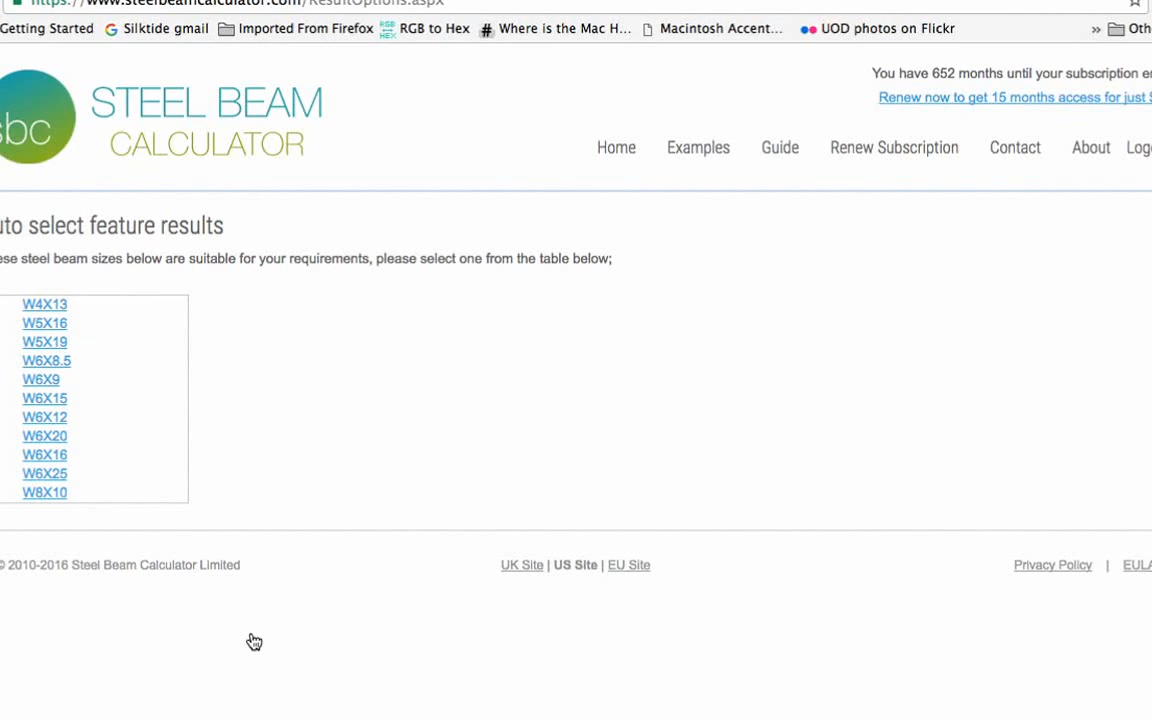 https://www.steelbeamcalculator.com/ResultOptions.aspx
Getting Started Silktide gmail Imported From Firefox RGB to Hex Where is the Mac H... Macintosh Accent... UOD photos on Flickr » Oth
You have 652 months until your subscription e
Renew now to get 15 months access for just $
sbc STEEL BEAM
CALCULATOR
Home Examples Guide Renew Subscription Contact About Logo
uto select feature results
ese steel beam sizes below are suitable for your requirements, please select one from the table below;
W4X13
W5X16
W5X19
W6X8.5
W6X9
W6X15
W6X12
W6X20
W6X16
W6X25
W8X10
© 2010-2016 Steel Beam Calculator Limited UK Site | US Site | EU Site Privacy Policy | EULA